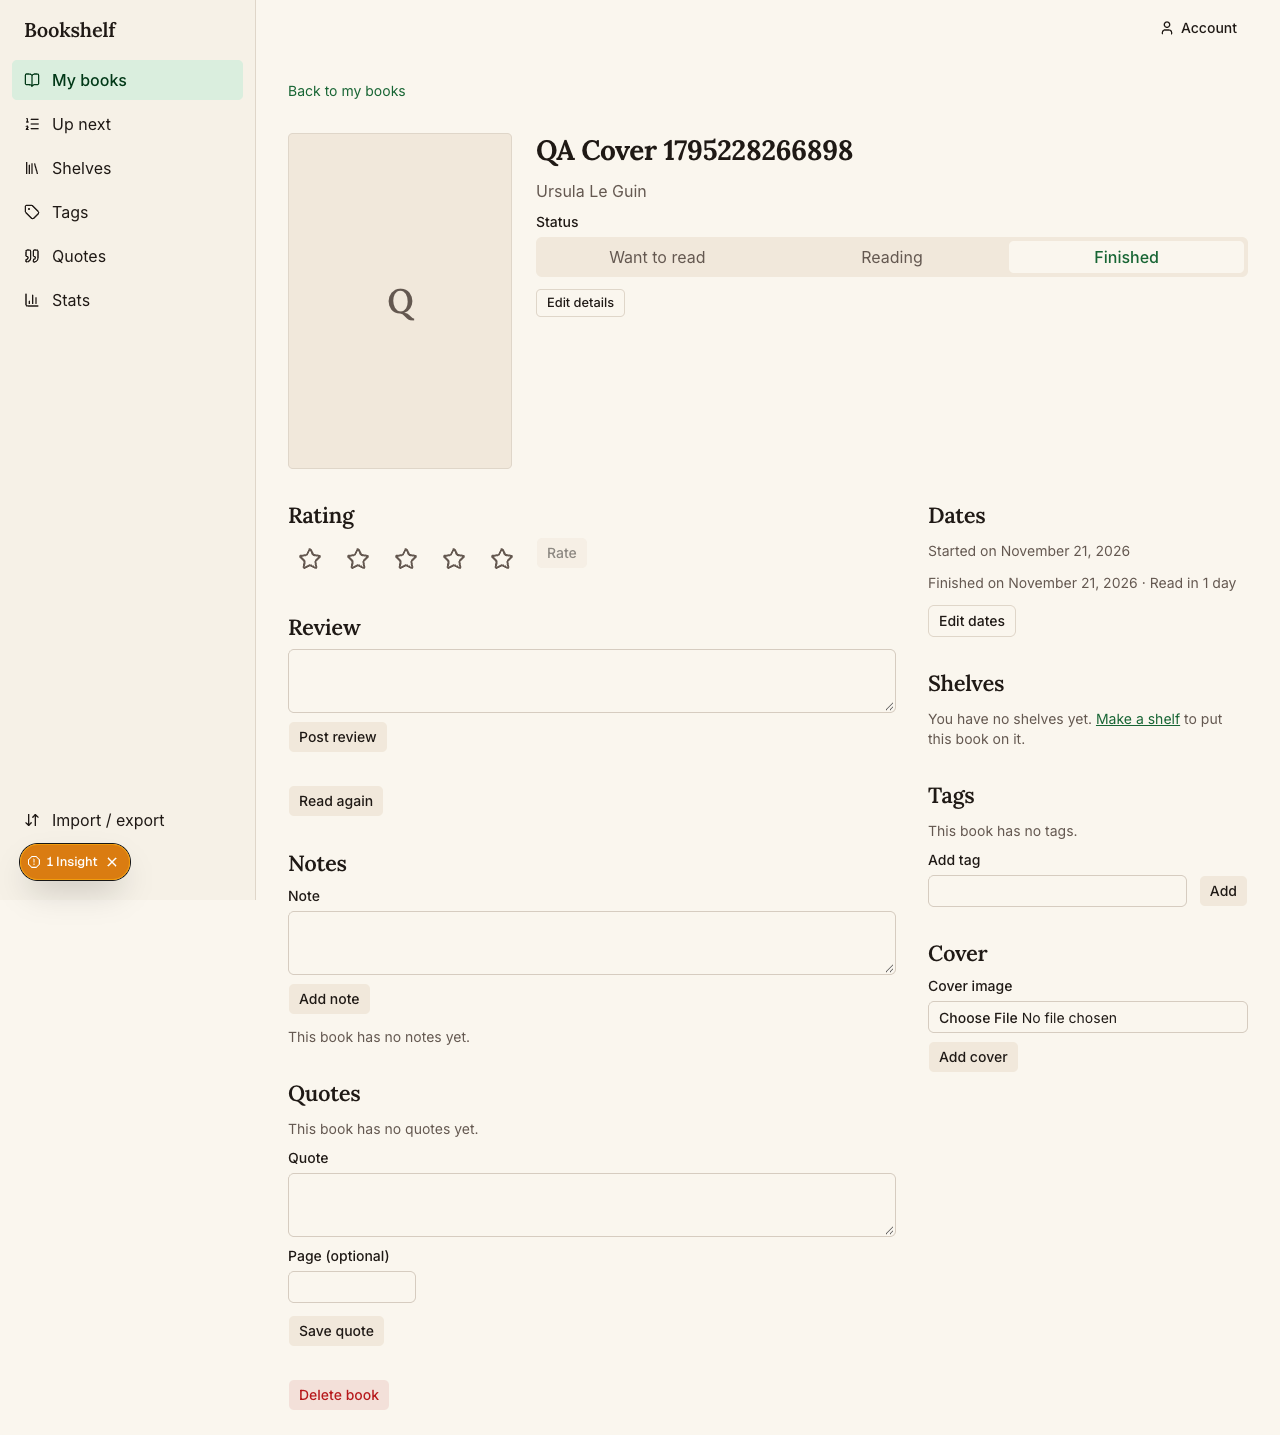 Bookshelf
My books
Up next
Shelves
Tags
Quotes
Stats
Import / export
1 Insight
Account
Back to my books
Q
QA Cover 1795228266898
Ursula Le Guin
Status
Want to read
Reading
Finished
Edit details
Rating
Rate
Review
Post review
Read again
Notes
Note
Add note
This book has no notes yet.
Quotes
This book has no quotes yet.
Quote
Page (optional)
Save quote
Delete book
Dates
Started on November 21, 2026
Finished on November 21, 2026 · Read in 1 day
Edit dates
Shelves
You have no shelves yet. Make a shelf to put
this book on it.
Tags
This book has no tags.
Add tag
Add
Cover
Cover image
Choose File No file chosen
Add cover